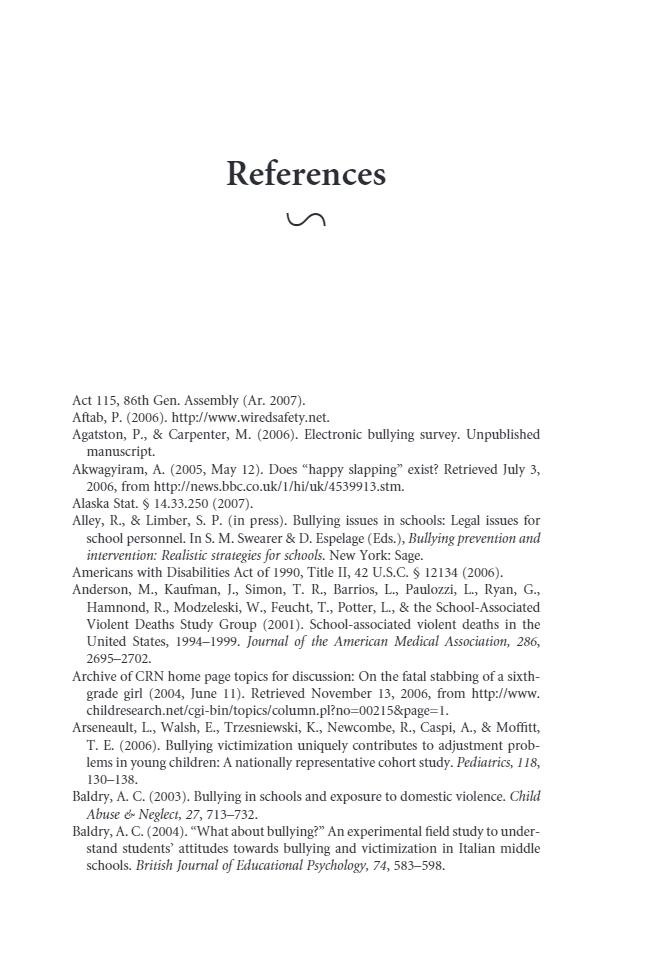 References
Act 115, 86th Gen. Assembly (Ar. 2007).
Aftab, P. (2006). http://www.wiredsafety.net.
Agatston, P., & Carpenter, M. (2006). Electronic bullying survey. Unpublished
manuscript.
Akwagyiram, A. (2005, May 12). Does “happy slapping” exist? Retrieved July 3,
2006, from http://news.bbc.co.uk/1/hi/uk/4539913.stm.
Alaska Stat. § 14.33.250 (2007).
Alley, R., & Limber, S. P. (in press). Bullying issues in schools: Legal issues for
school personnel. In S. M. Swearer & D. Espelage (Eds.), Bullying prevention and
intervention: Realistic strategies for schools. New York: Sage.
Americans with Disabilities Act of 1990, Title II, 42 U.S.C. § 12134 (2006).
Anderson, M., Kaufman, J., Simon, T. R., Barrios, L., Paulozzi, L., Ryan, G.,
Hamnond, R., Modzeleski, W., Feucht, T., Potter, L., & the School-Associated
Violent Deaths Study Group (2001). School-associated violent deaths in the
United States, 1994–1999. Journal of the American Medical Association, 286,
2695–2702.
Archive of CRN home page topics for discussion: On the fatal stabbing of a sixth-
grade girl (2004, June 11). Retrieved November 13, 2006, from http://www.
childresearch.net/cgi-bin/topics/column.pl?no=00215&page=1.
Arseneault, L., Walsh, E., Trzesniewski, K., Newcombe, R., Caspi, A., & Moffitt,
T. E. (2006). Bullying victimization uniquely contributes to adjustment prob-
lems in young children: A nationally representative cohort study. Pediatrics, 118,
130–138.
Baldry, A. C. (2003). Bullying in schools and exposure to domestic violence. Child
Abuse & Neglect, 27, 713–732.
Baldry, A. C. (2004). “What about bullying?” An experimental field study to under-
stand students’ attitudes towards bullying and victimization in Italian middle
schools. British Journal of Educational Psychology, 74, 583–598.